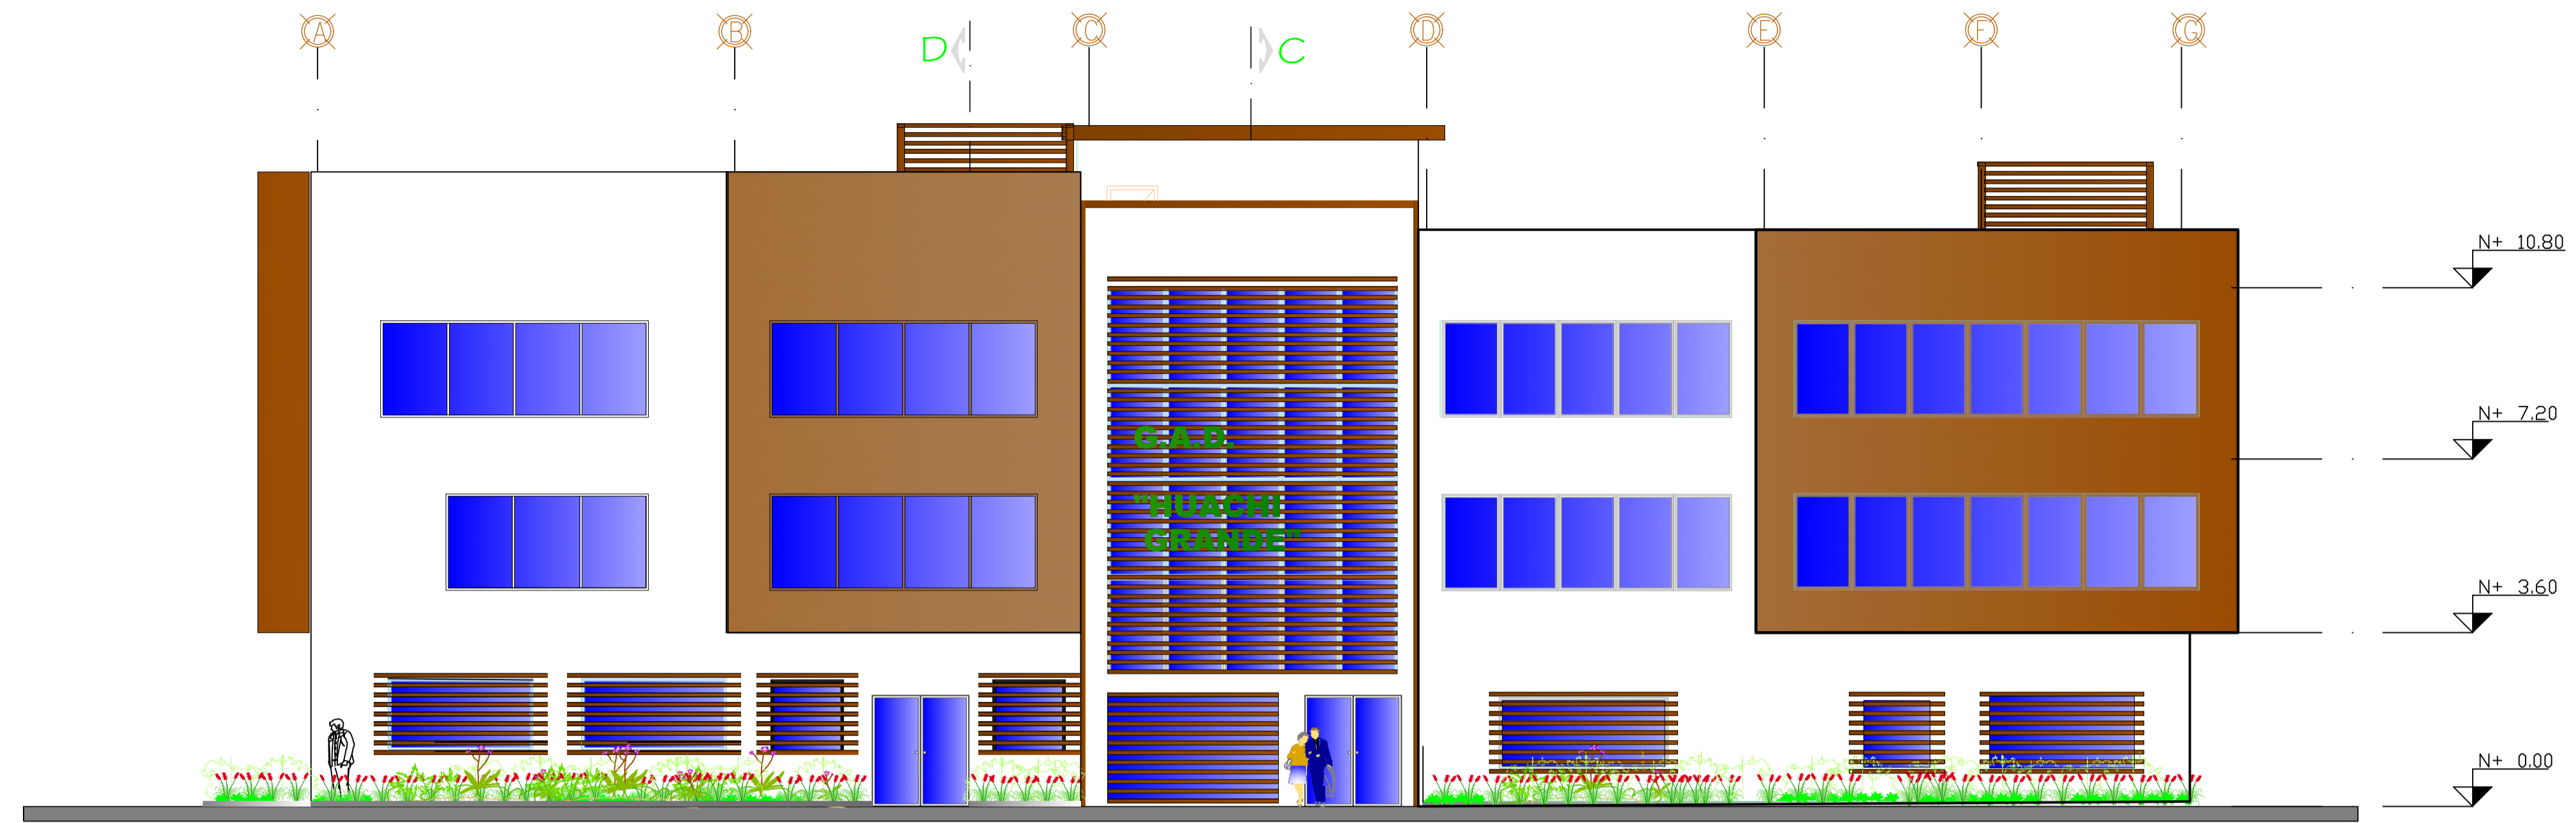 A
B
D
C
C
D
E
F
G
N+ 10.80
N+ 7.20
G.A.D.
"HUACHI
GRANDE"
N+ 3.60
N+ 0.00